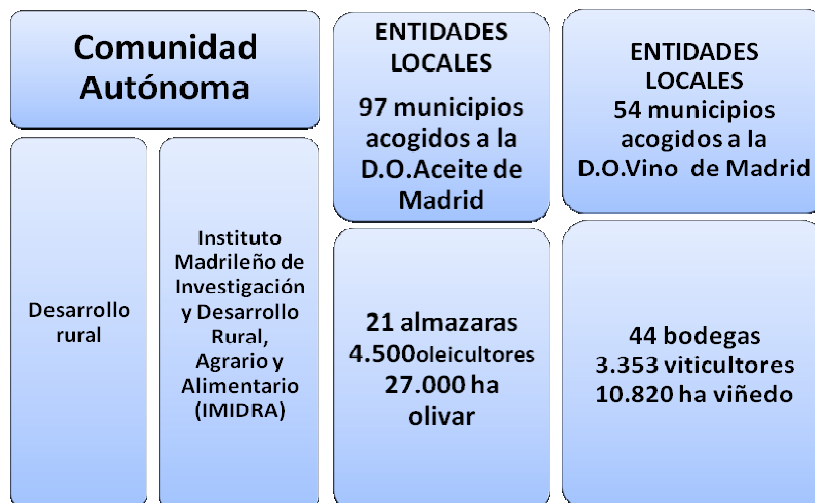 Comunidad
Autónoma
Desarrollo
rural
Instituto
Madrileño de
Investigación
y Desarrollo
Rural,
Agrario y
Alimentario
(IMIDRA)
ENTIDADES
LOCALES
97 municipios
acogidos a la
D.O.Aceite de
Madrid
21 almazaras
4.500oleicultores
27.000 ha
olivar
ENTIDADES
LOCALES
54 municipios
acogidos a la
D.O.Vino de Madrid
44 bodegas
3.353 viticultores
10.820 ha viñedo